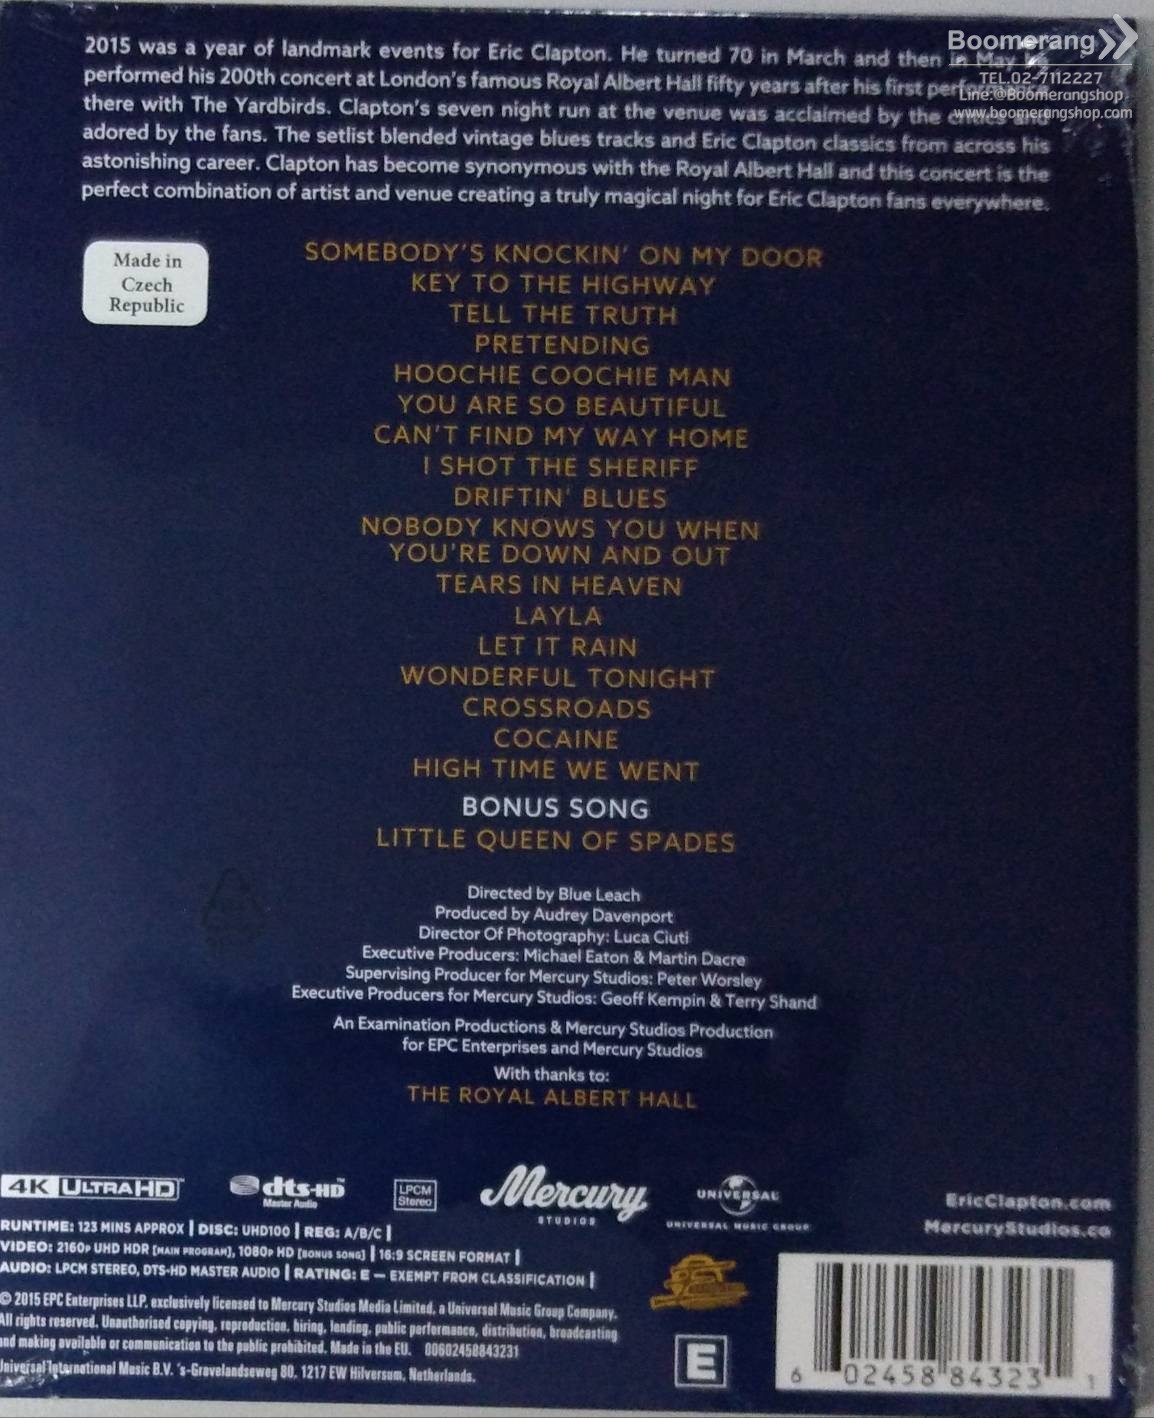 Boomerang
TEL.02-7112227
Line:@Boomerangshop
www.boomerangshop.com
2015 was a year of landmark events for Eric Clapton. He turned 70 in March and then in May he
performed his 200th concert at London's famous Royal Albert Hall fifty years after his first
there with The Yardbirds. Clapton's seven night run at the venue was acclaimed by the critics and
adored by the fans. The setlist blended vintage blues tracks and Eric Clapton classics from across his
astonishing career. Clapton has become synonymous with the Royal Albert Hall and this concert is the
perfect combination of artist and venue creating a truly magical night for Eric Clapton fans everywhere.
Made in
Czech
Republic
SOMEBODY'S KNOCKIN' ON MY DOOR
KEY TO THE HIGHWAY
TELL THE TRUTH
PRETENDING
HOOCHIE COOCHIE MAN
YOU ARE SO BEAUTIFUL
CAN'T FIND MY WAY HOME
I SHOT THE SHERIFF
DRIFTIN' BLUES
NOBODY KNOWS YOU WHEN
YOU'RE DOWN AND OUT
TEARS IN HEAVEN
LAYLA
LET IT RAIN
WONDERFUL TONIGHT
CROSSROADS
COCAINE
HIGH TIME WE WENT
BONUS SONG
LITTLE QUEEN OF SPADES
Directed by Blue Leach
Produced by Audrey Davenport
Director Of Photography: Luca Ciuti
Executive Producers: Michael Eaton & Martin Dacre
Supervising Producer for Mercury Studios: Peter Worsley
Executive Producers for Mercury Studios: Geoff Kempin & Terry Shand
An Examination Productions & Mercury Studios Production
for EPC Enterprises and Mercury Studios
With thanks to:
THE ROYAL ALBERT HALL
4K ULTRA HD
dts-HD
Master Audio
LPCM
Stereo
Mercury
STUDIOS
UNIVERSAL
UNIVERSAL MUSIC GROUP
EricClapton.com
MercuryStudios.co
RUNTIME: 123 MINS APPROX | DISC: UHD100 | REG: A/B/C |
VIDEO: 2160P UHD HDR [MAIN PROGRAM], 1080P HD [BONUS SONG] | 16:9 SCREEN FORMAT |
AUDIO: LPCM STEREO, DTS-HD MASTER AUDIO | RATING: E – EXEMPT FROM CLASSIFICATION |
© 2015 EPC Enterprises LLP, exclusively licensed to Mercury Studios Media Limited, a Universal Music Group Company.
All rights reserved. Unauthorised copying, reproduction, hiring, lending, public performance, distribution, broadcasting
and making available or communication to the public prohibited. Made in the EU. 00602458843231
Universal International Music B.V. 's-Gravelandseweg 80, 1217 EW Hilversum, Netherlands.
E
6 02458 84323 1